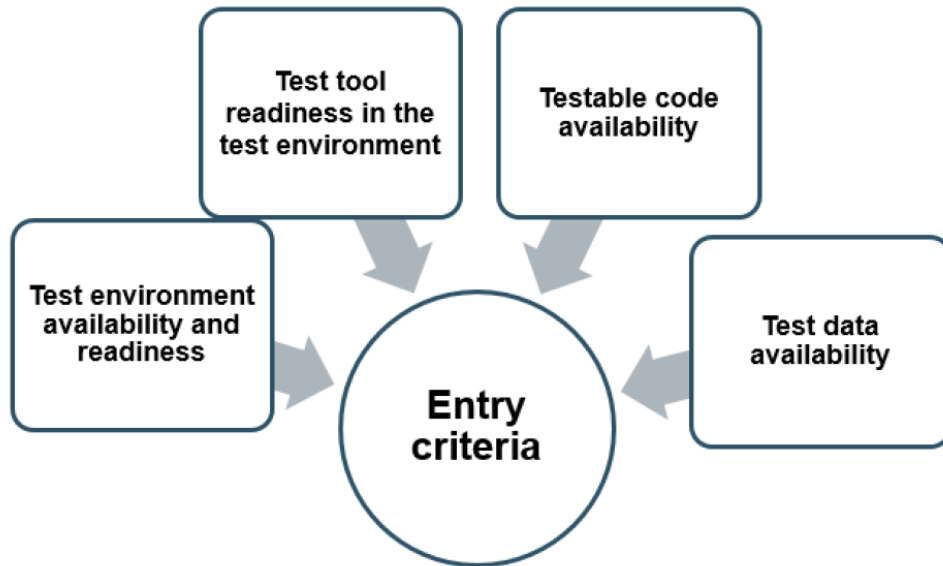 Test tool
readiness in the
test environment
Testable code
availability
Test environment
availability and
readiness
Test data
availability
Entry
criteria